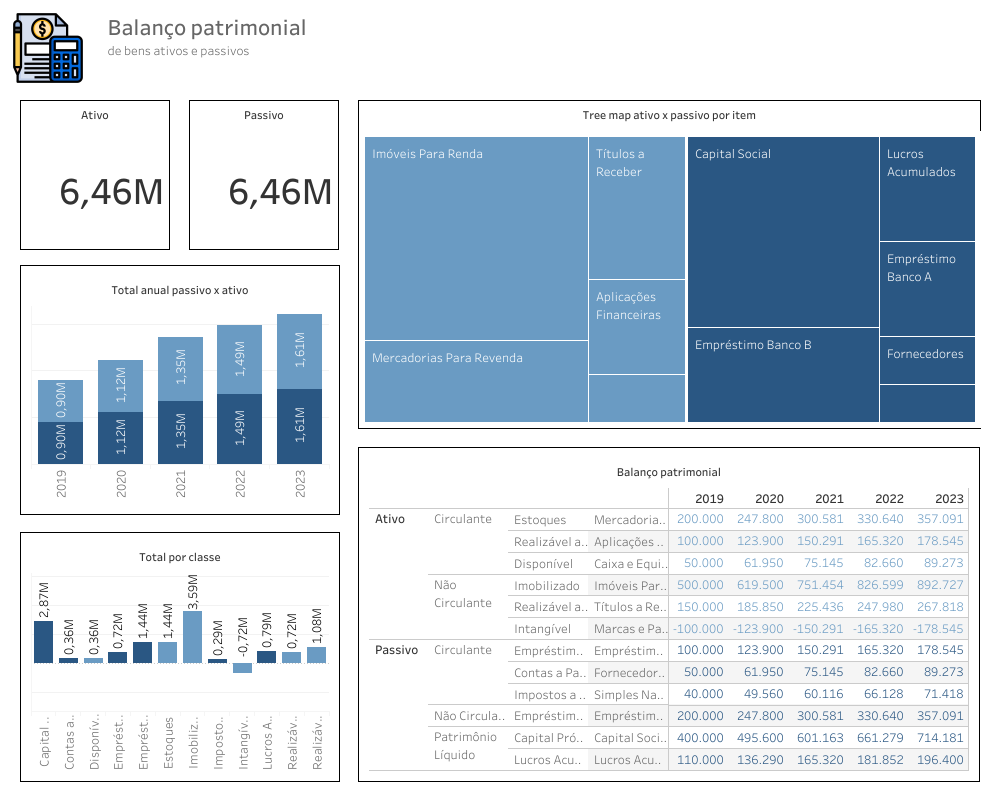 Balanço patrimonial
de bens ativos e passivos
Ativo
6,46M
Passivo
6,46M
Total anual passivo x ativo
0,90M 1,12M 1,35M 1,49M 1,61M
0,90M 1,12M 1,35M 1,49M 1,61M
2019 2020 2021 2022 2023
Total por classe
2,87M 0,36M 0,36M 0,72M 1,44M 1,44M 3,59M 0,29M -0,72M 0,79M 0,72M 1,08M
Capital .. Contas a.. Disponív.. Emprést.. Emprést.. Estoques Imobiliz.. Imposto.. Intangív.. Lucros A.. Realizáv.. Realizáv..
Tree map ativo x passivo por item
Imóveis Para Renda
Mercadorias Para Revenda
Títulos a
Receber
Aplicações
Financeiras
Capital Social
Empréstimo Banco B
Lucros
Acumulados
Empréstimo
Banco A
Fornecedores
Balanço patrimonial
2019 2020 2021 2022 2023
Ativo Circulante Estoques Mercadoria.. 200.000 247.800 300.581 330.640 357.091
Realizável a.. Aplicações .. 100.000 123.900 150.291 165.320 178.545
Disponível Caixa e Equi.. 50.000 61.950 75.145 82.660 89.273
Não
Circulante Imobilizado Imóveis Par.. 500.000 619.500 751.454 826.599 892.727
Realizável a.. Títulos a Re.. 150.000 185.850 225.436 247.980 267.818
Intangível Marcas e Pa.. -100.000 -123.900 -150.291 -165.320 -178.545
Passivo Circulante Empréstim.. Empréstim.. 100.000 123.900 150.291 165.320 178.545
Contas a Pa.. Fornecedor.. 50.000 61.950 75.145 82.660 89.273
Impostos a .. Simples Na.. 40.000 49.560 60.116 66.128 71.418
Não Circula.. Empréstim.. Empréstim.. 200.000 247.800 300.581 330.640 357.091
Patrimônio
Líquido Capital Pró.. Capital Soci.. 400.000 495.600 601.163 661.279 714.181
Lucros Acu.. Lucros Acu.. 110.000 136.290 165.320 181.852 196.400